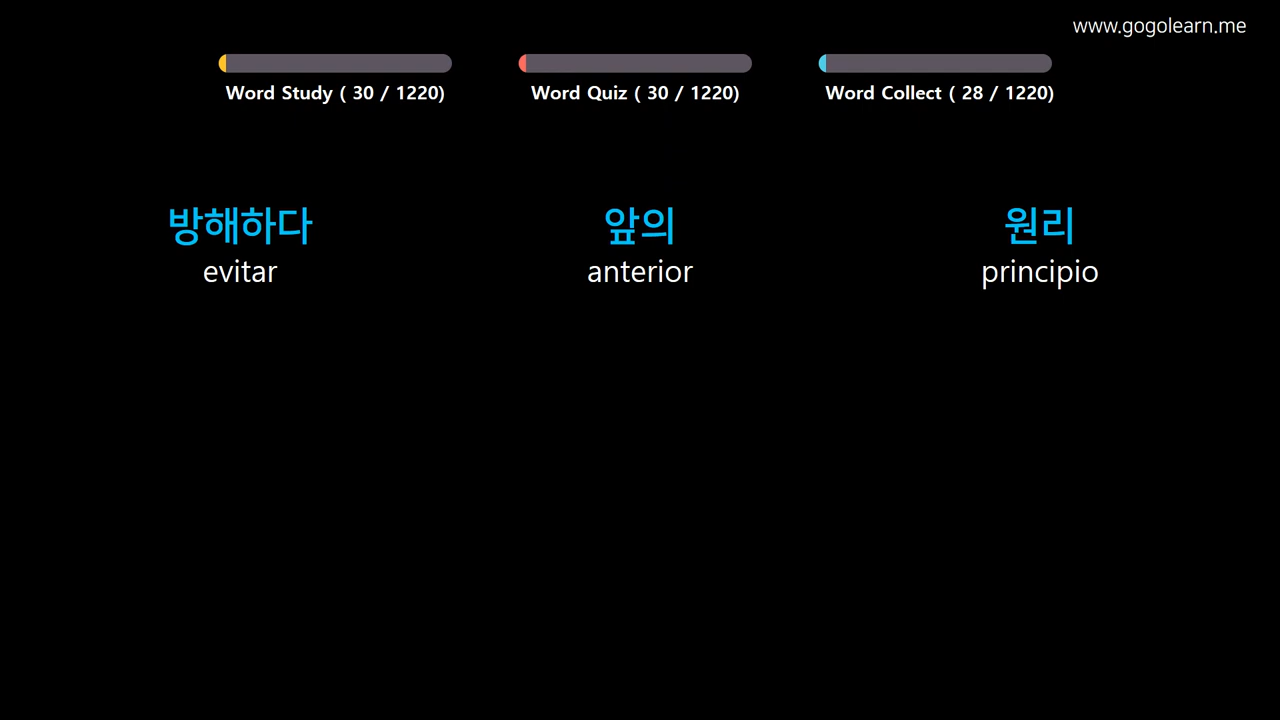 www.gogolearn.me
Word Study ( 30 / 1220)
Word Quiz ( 30 / 1220)
Word Collect ( 28 / 1220)
방해하다
evitar
앞의
anterior
원리
principio